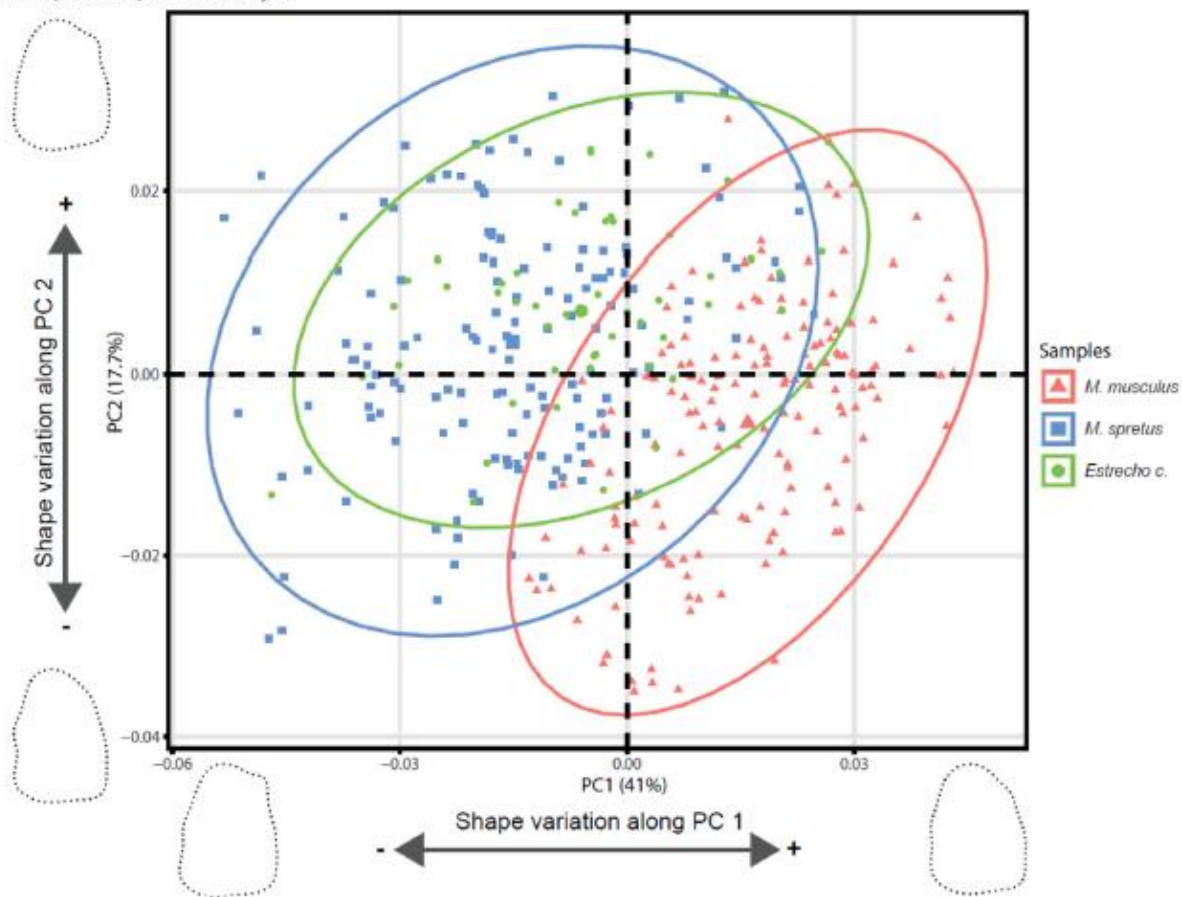 +
Shape variation along PC 2
-
PC2 (17.7%)
0.02
0.00
−0.02
−0.04
−0.06
−0.03
0.00
0.03
PC1 (41%)
Shape variation along PC 1
-
+
Samples
M. musculus
M. spretus
Estrecho c.